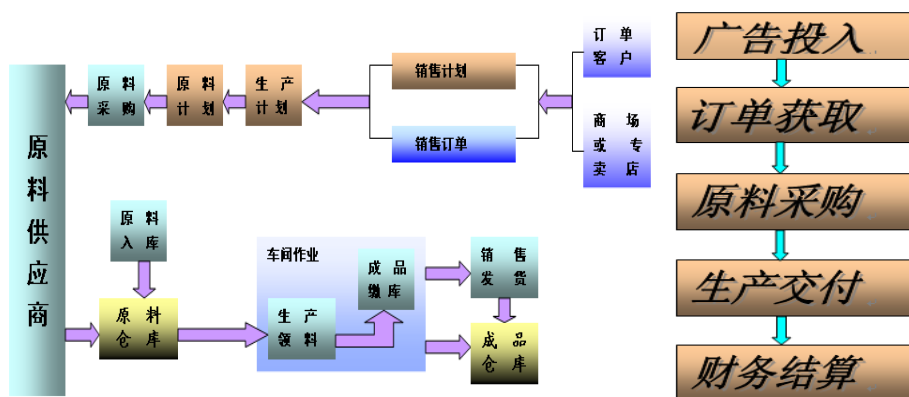 订 单
客 户
销售计划
原 料
采 购
原 料
计 划
生 产
计 划
销售订单
商 场
或 专
卖 店
原
料
供
应
商
原 料
入 库
车间作业
成 品
缴 库
销 售
发 货
原 料
仓 库
生 产
领 料
成 品
仓 库
广告投入
订单获取
原料采购
生产交付
财务结算